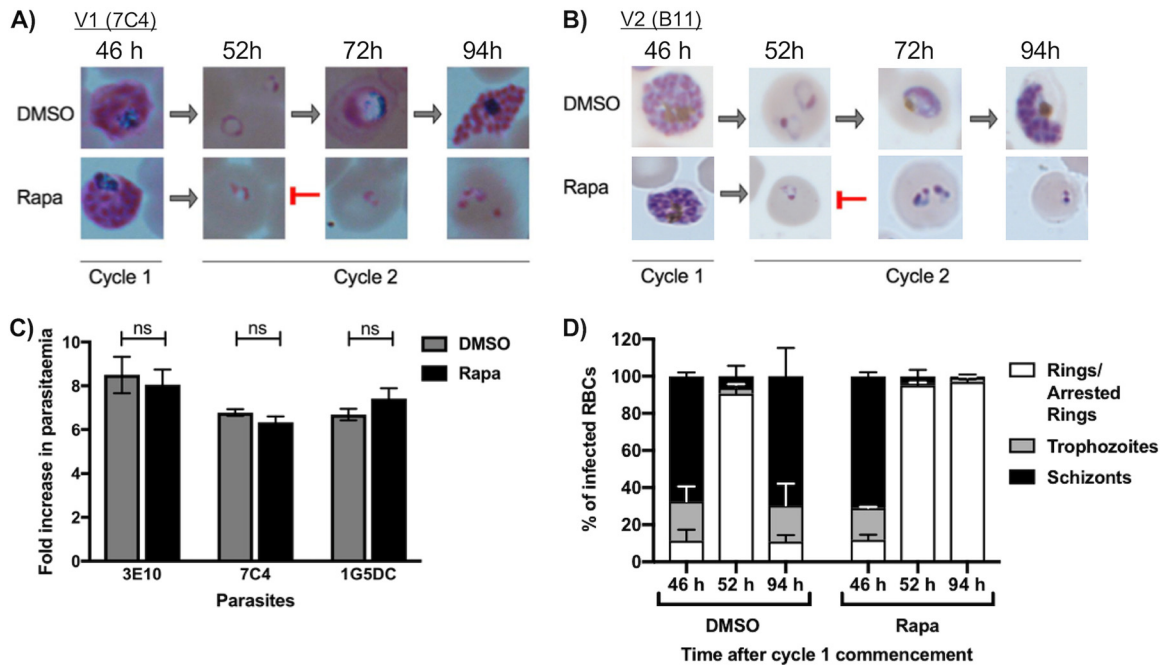 A) V1 (7C4)
46 h 52h 72h 94h
DMSO
Rapa
Cycle 1 Cycle 2
B) V2 (B11)
46 h 52h 72h 94h
DMSO
Rapa
Cycle 1 Cycle 2
C)
ns ns ns
DMSO
Rapa
Fold increase in parasitaemia
10
8
6
4
2
0
3E10 7C4 1G5DC
Parasites
D)
% of infected RBCs
120
100
80
60
40
20
0
46 h 52 h 94 h 46 h 52 h 94 h
DMSO Rapa
Time after cycle 1 commencement
Rings/
Arrested
Rings
Trophozoites
Schizonts